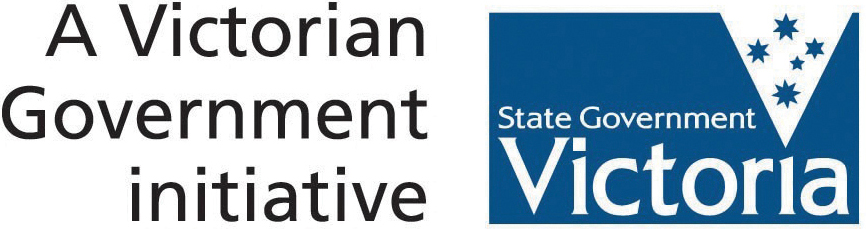 A Victorian
Government
initiative
State Government
Victoria